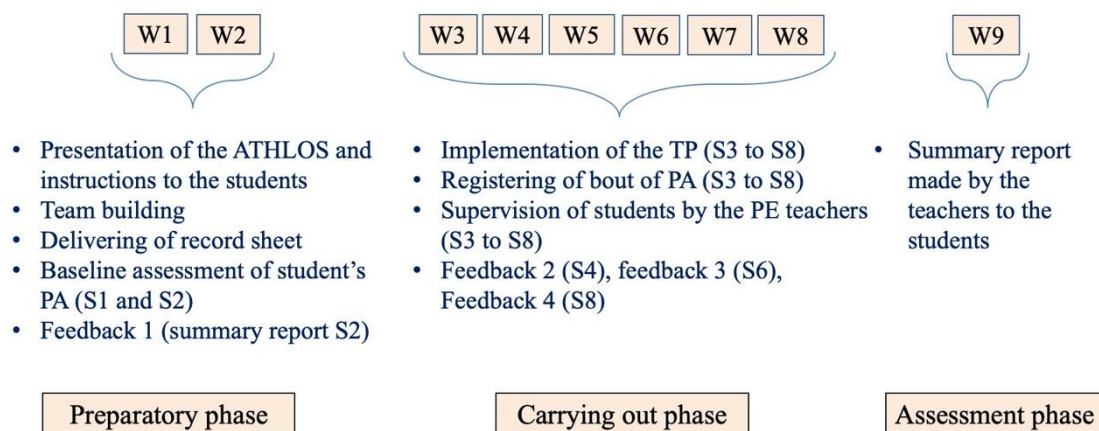 W1 W2 W3 W4 W5 W6 W7 W8 W9
• Presentation of the ATHLOS and
instructions to the students
• Team building
• Delivering of record sheet
• Baseline assessment of student’s
PA (S1 and S2)
• Feedback 1 (summary report S2)
• Implementation of the TP (S3 to S8)
• Registering of bout of PA (S3 to S8)
• Supervision of students by the PE teachers
(S3 to S8)
• Feedback 2 (S4), feedback 3 (S6),
Feedback 4 (S8)
• Summary report
made by the
teachers to the
students
Preparatory phase
Carrying out phase
Assessment phase